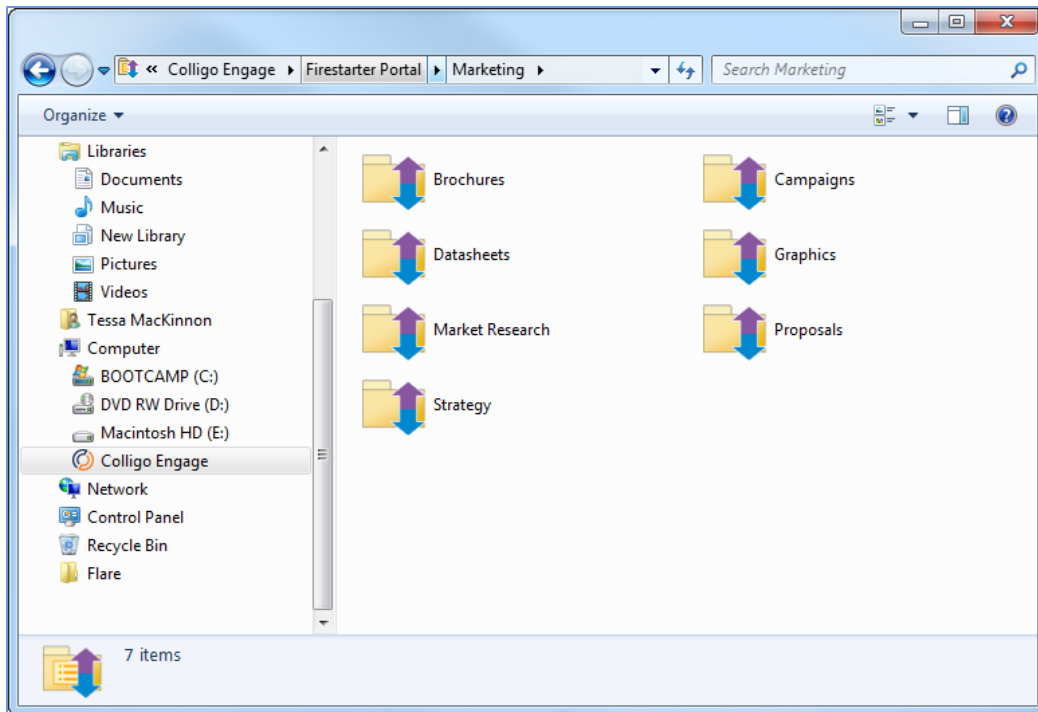 « Colligo Engage Firestarter Portal Marketing Search Marketing
Organize
Libraries
Documents
Music
New Library
Pictures
Videos
Tessa MacKinnon
Computer
BOOTCAMP (C:)
DVD RW Drive (D:)
Macintosh HD (E:)
Colligo Engage
Network
Control Panel
Recycle Bin
Flare
Brochures Campaigns
Datasheets Graphics
Market Research Proposals
Strategy
7 items